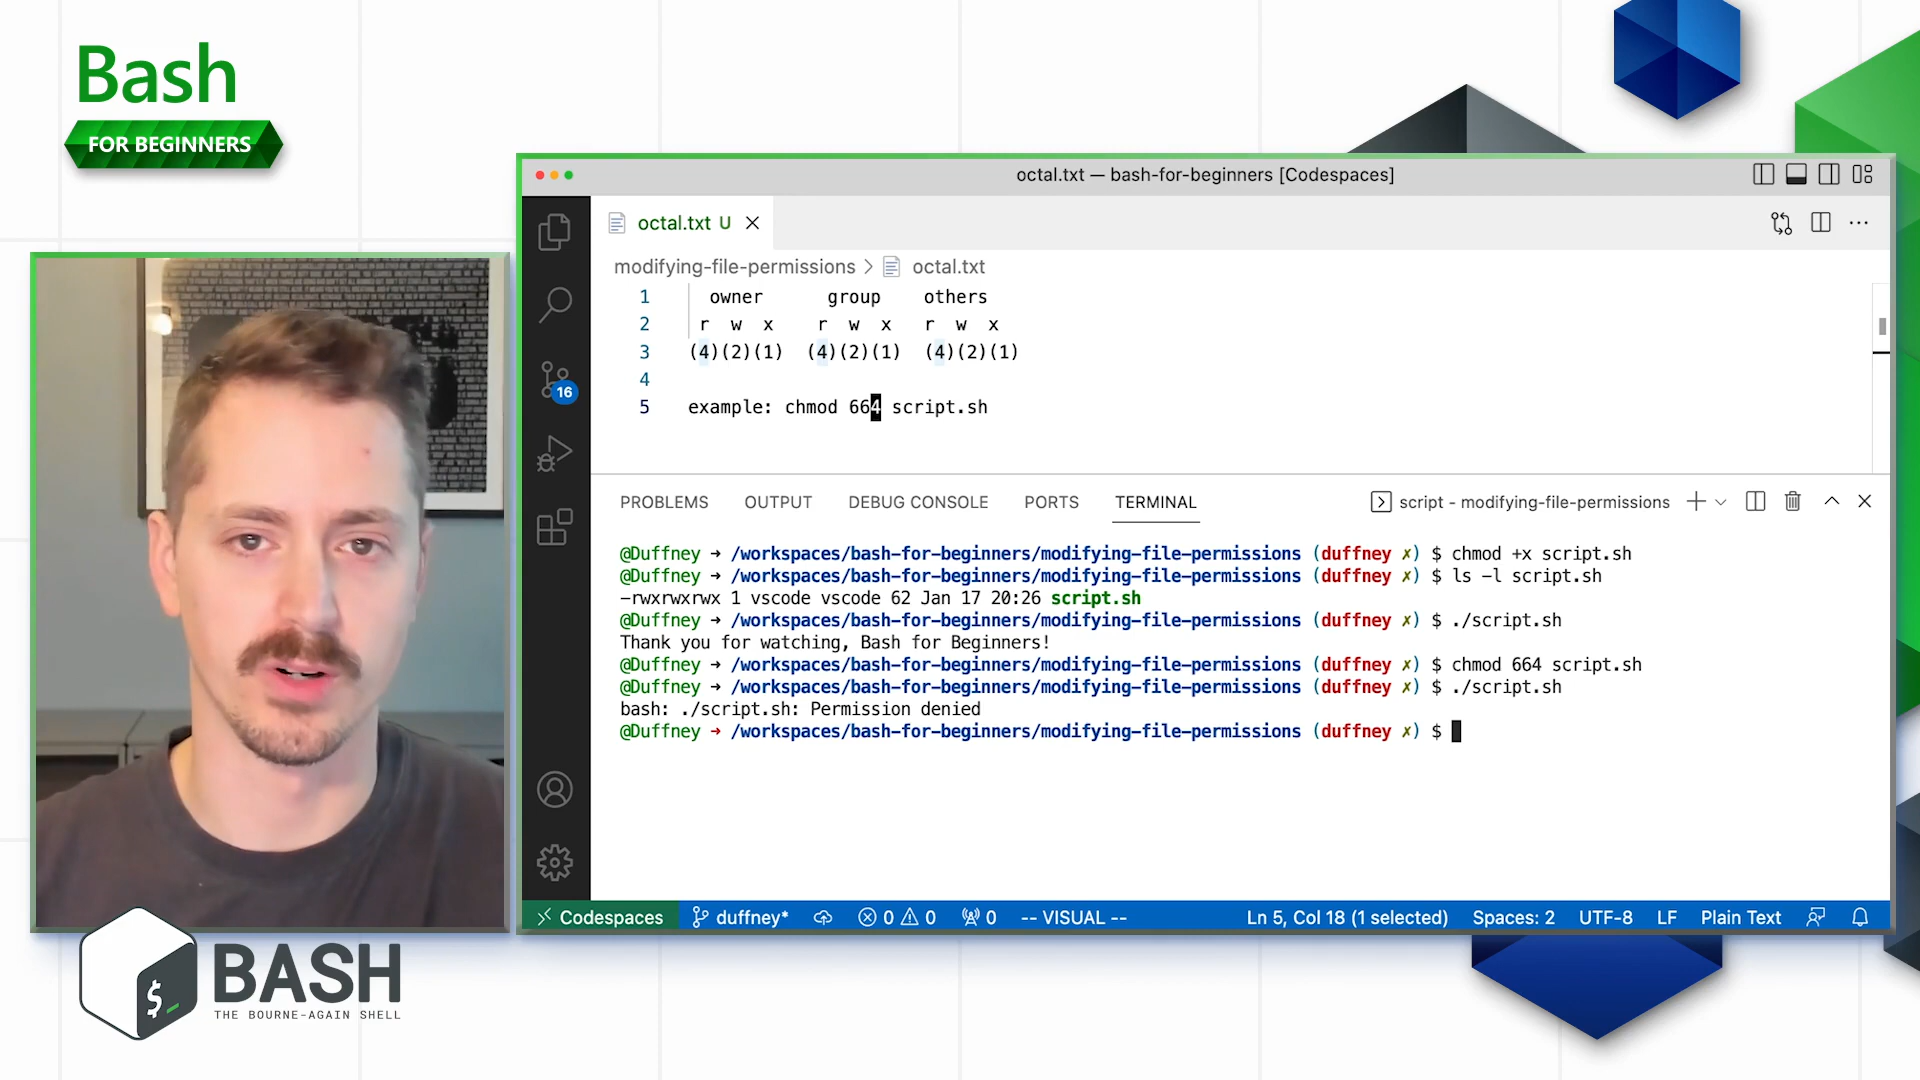 Bash
FOR BEGINNERS
octal.txt — bash-for-beginners [Codespaces]
octal.txt U
modifying-file-permissions > octal.txt
1 owner group others
2 r w x r w x r w x
3 (4)(2)(1) (4)(2)(1) (4)(2)(1)
4
5 example: chmod 664 script.sh
16
PROBLEMS OUTPUT DEBUG CONSOLE PORTS TERMINAL script - modifying-file-permissions
@Duffney → /workspaces/bash-for-beginners/modifying-file-permissions (duffney ✗) $ chmod +x script.sh
@Duffney → /workspaces/bash-for-beginners/modifying-file-permissions (duffney ✗) $ ls -l script.sh
-rwxrwxrwx 1 vscode vscode 62 Jan 17 20:26 script.sh
@Duffney → /workspaces/bash-for-beginners/modifying-file-permissions (duffney ✗) $ ./script.sh
Thank you for watching, Bash for Beginners!
@Duffney → /workspaces/bash-for-beginners/modifying-file-permissions (duffney ✗) $ chmod 664 script.sh
@Duffney → /workspaces/bash-for-beginners/modifying-file-permissions (duffney ✗) $ ./script.sh
bash: ./script.sh: Permission denied
@Duffney → /workspaces/bash-for-beginners/modifying-file-permissions (duffney ✗) $
Codespaces duffney* 0 0 0 -- VISUAL -- Ln 5, Col 18 (1 selected) Spaces: 2 UTF-8 LF Plain Text
$_ BASH
THE BOURNE-AGAIN SHELL